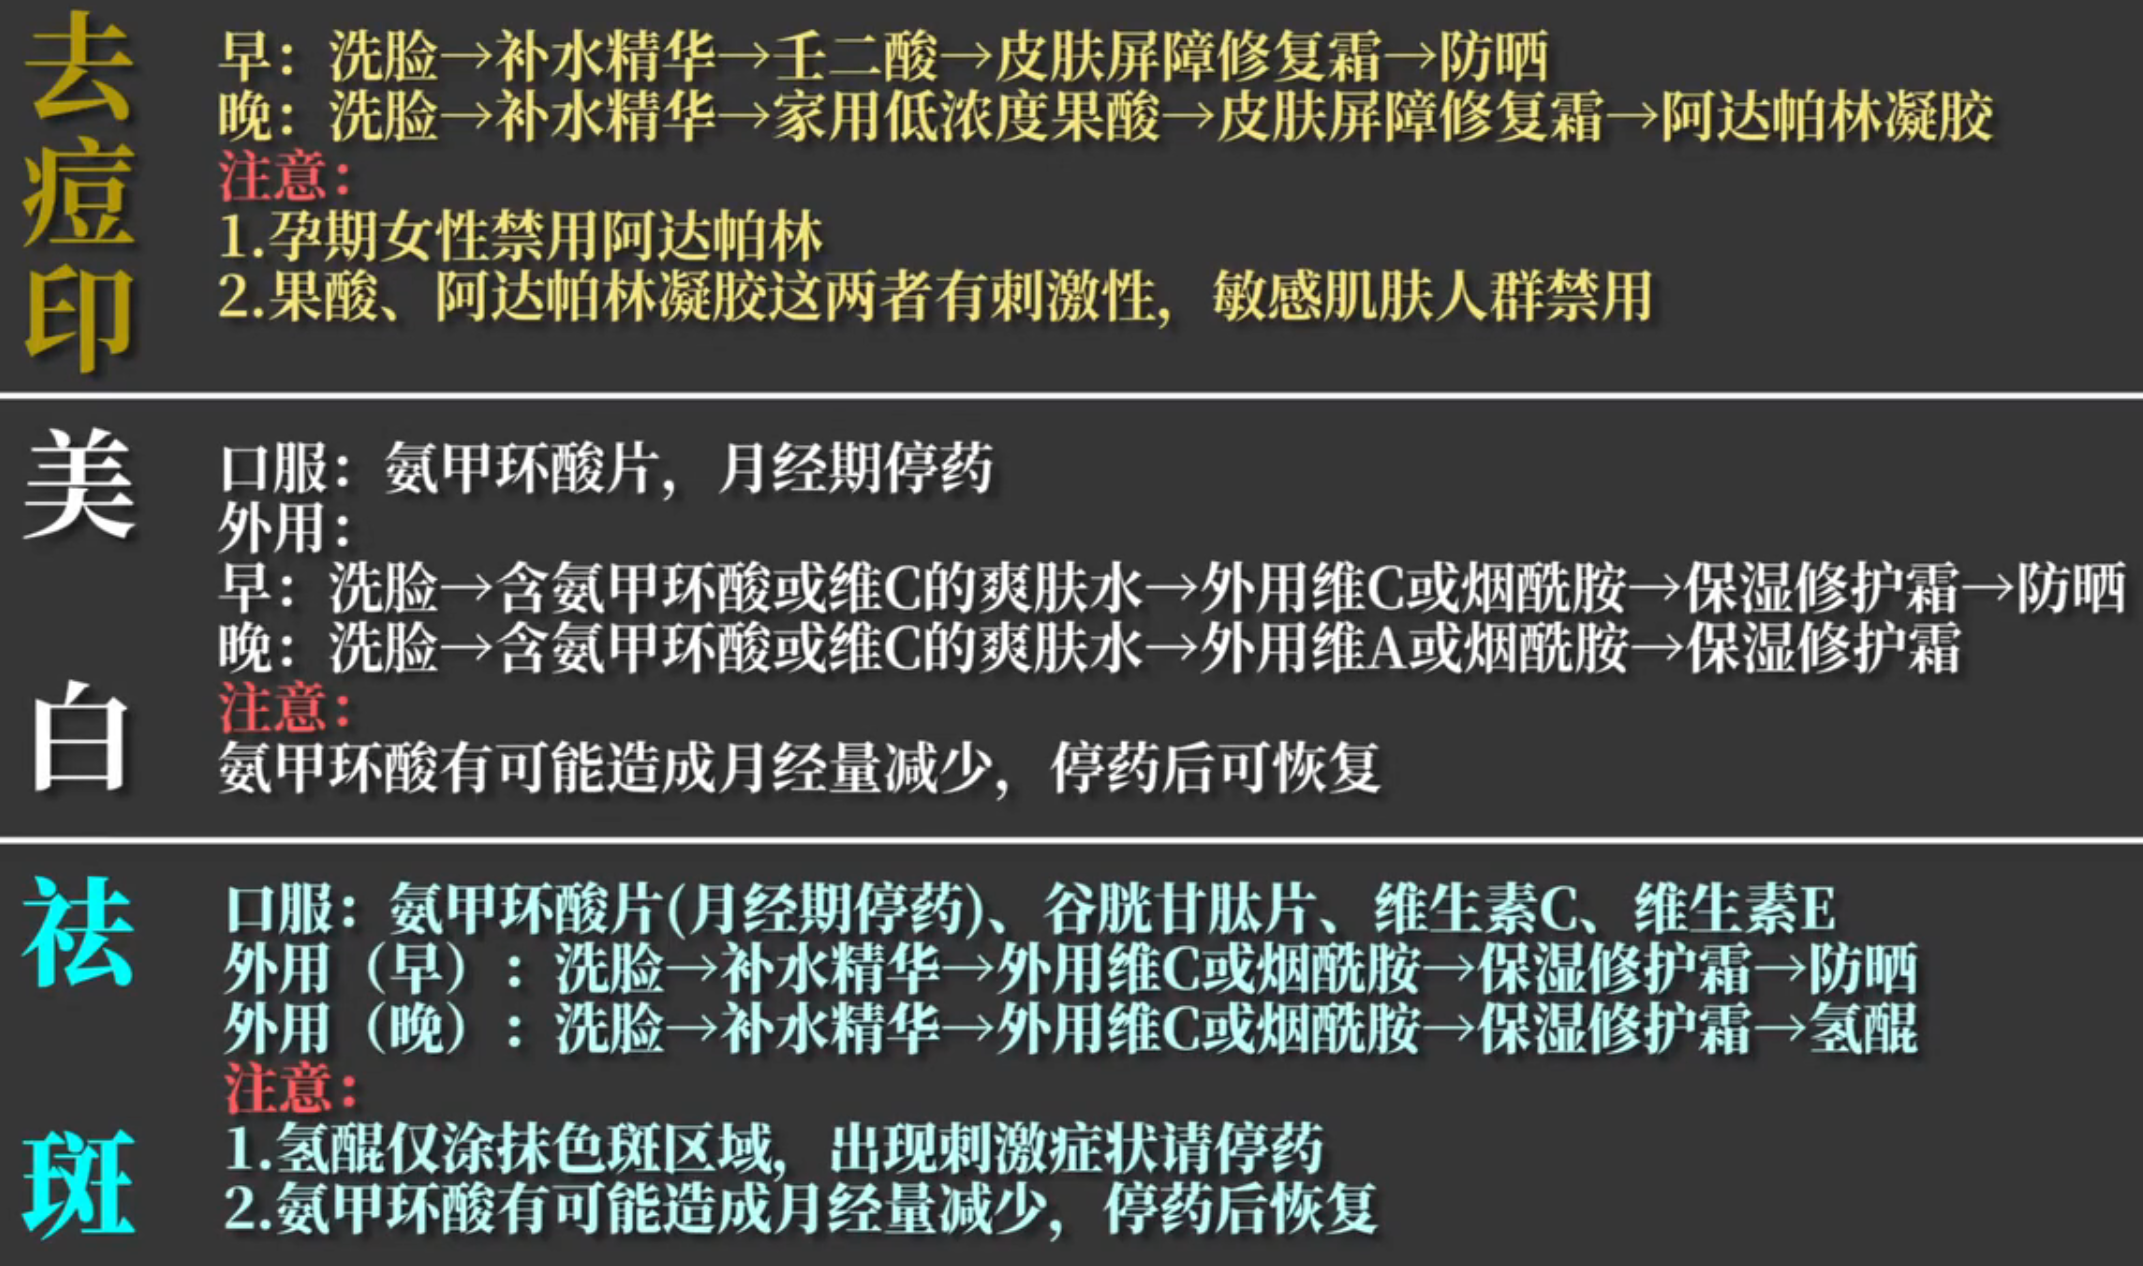 去痘印
早：洗脸→补水精华→壬二酸→皮肤屏障修复霜→防晒
晚：洗脸→补水精华→家用低浓度果酸→皮肤屏障修复霜→阿达帕林凝胶
注意：
1.孕期女性禁用阿达帕林
2.果酸、阿达帕林凝胶这两者有刺激性，敏感肌肤人群禁用
美白
口服：氨甲环酸片，月经期停药
外用：
早：洗脸→含氨甲环酸或维C的爽肤水→外用维C或烟酰胺→保湿修护霜→防晒
晚：洗脸→含氨甲环酸或维C的爽肤水→外用维A或烟酰胺→保湿修护霜
注意：
氨甲环酸有可能造成月经量减少，停药后可恢复
祛斑
口服：氨甲环酸片(月经期停药)、谷胱甘肽片、维生素C、维生素E
外用（早）：洗脸→补水精华→外用维C或烟酰胺→保湿修护霜→防晒
外用（晚）：洗脸→补水精华→外用维C或烟酰胺→保湿修护霜→氢醌
注意：
1.氢醌仅涂抹色斑区域，出现刺激症状请停药
2.氨甲环酸有可能造成月经量减少，停药后恢复